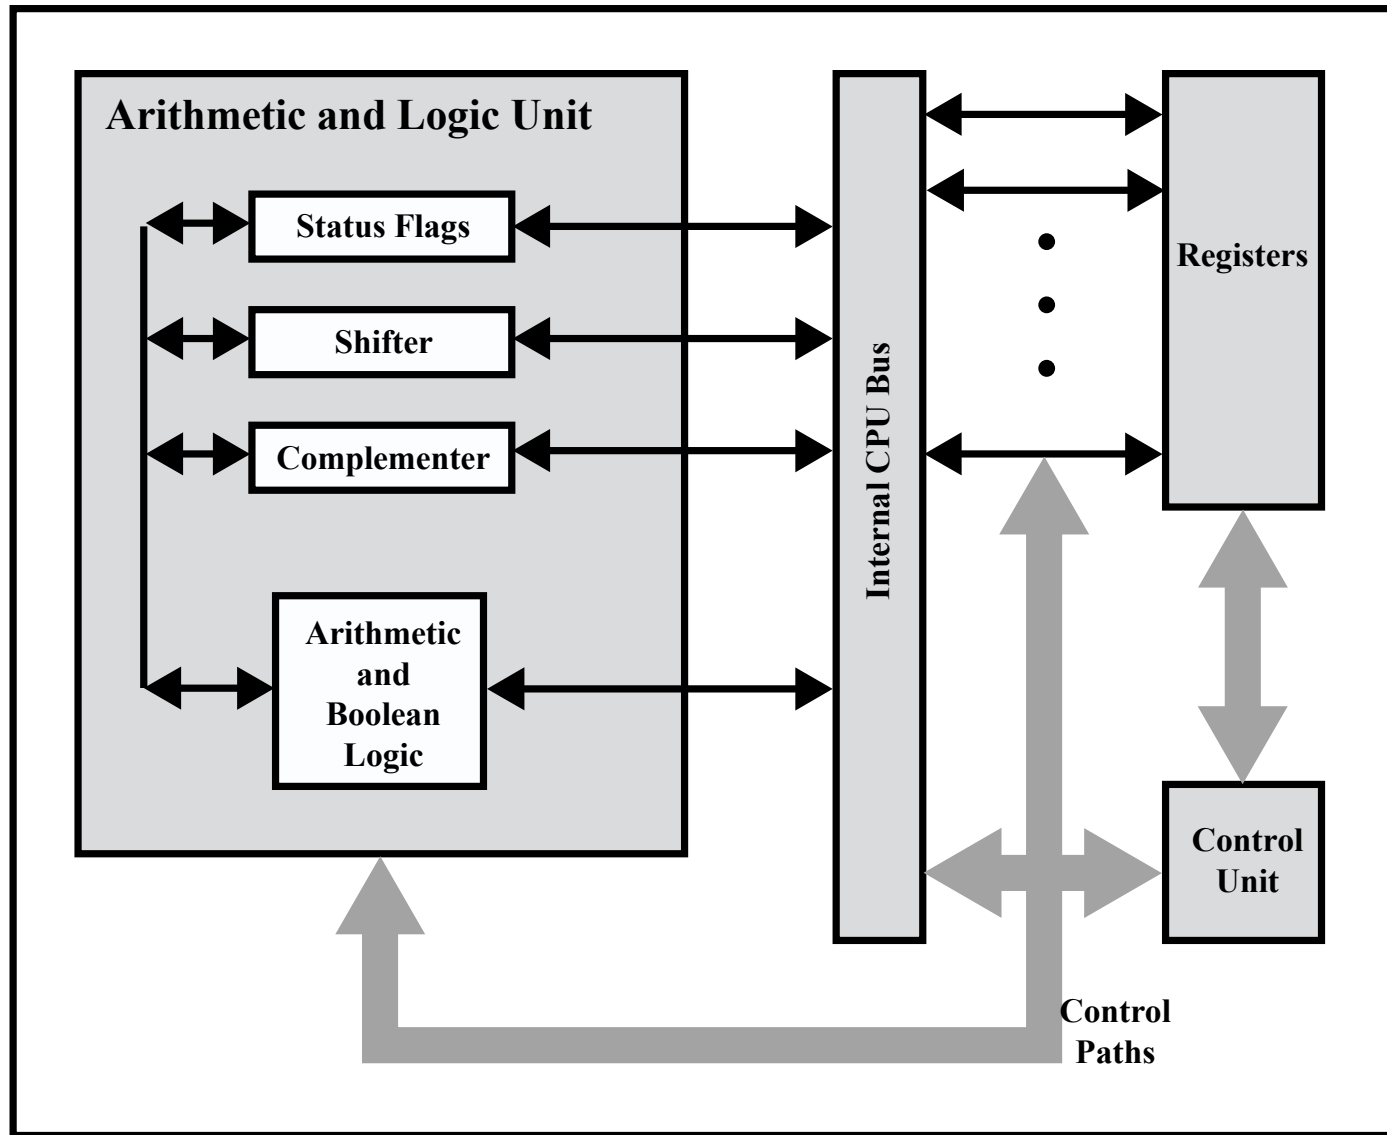 Arithmetic and Logic Unit
Status Flags
Shifter
Complementer
Arithmetic
and
Boolean
Logic
Internal CPU Bus
Registers
Control
Unit
Control
Paths